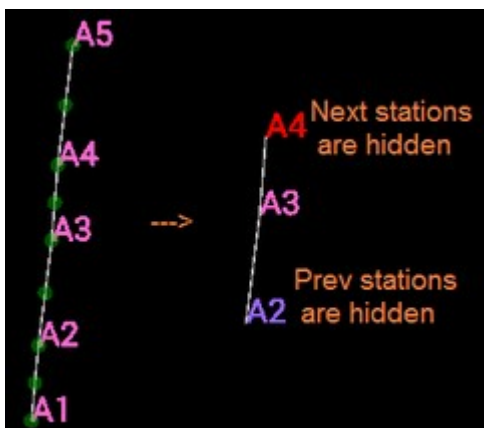 A5
A4
A3
A2
A1
--->
A4
Next stations
are hidden
A3
Prev stations
are hidden
A2